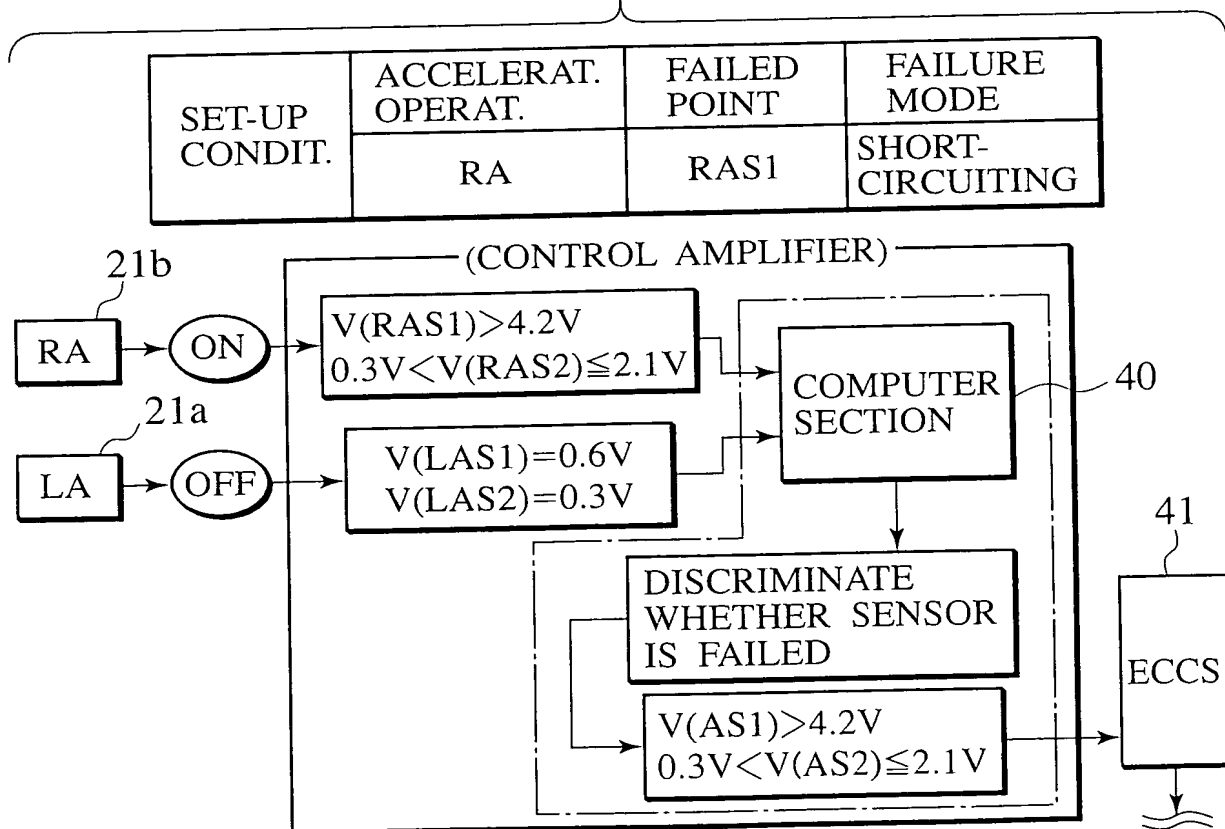 SET-UP
CONDIT.
ACCELERAT.
OPERAT.
FAILED
POINT
FAILURE
MODE
RA
RAS1
SHORT-
CIRCUITING
(CONTROL AMPLIFIER)
21b
RA
ON
V(RAS1)>4.2V
0.3V<V(RAS2)≦2.1V
COMPUTER
SECTION
40
21a
LA
OFF
V(LAS1)=0.6V
V(LAS2)=0.3V
DISCRIMINATE
WHETHER SENSOR
IS FAILED
41
ECCS
V(AS1)>4.2V
0.3V<V(AS2)≦2.1V